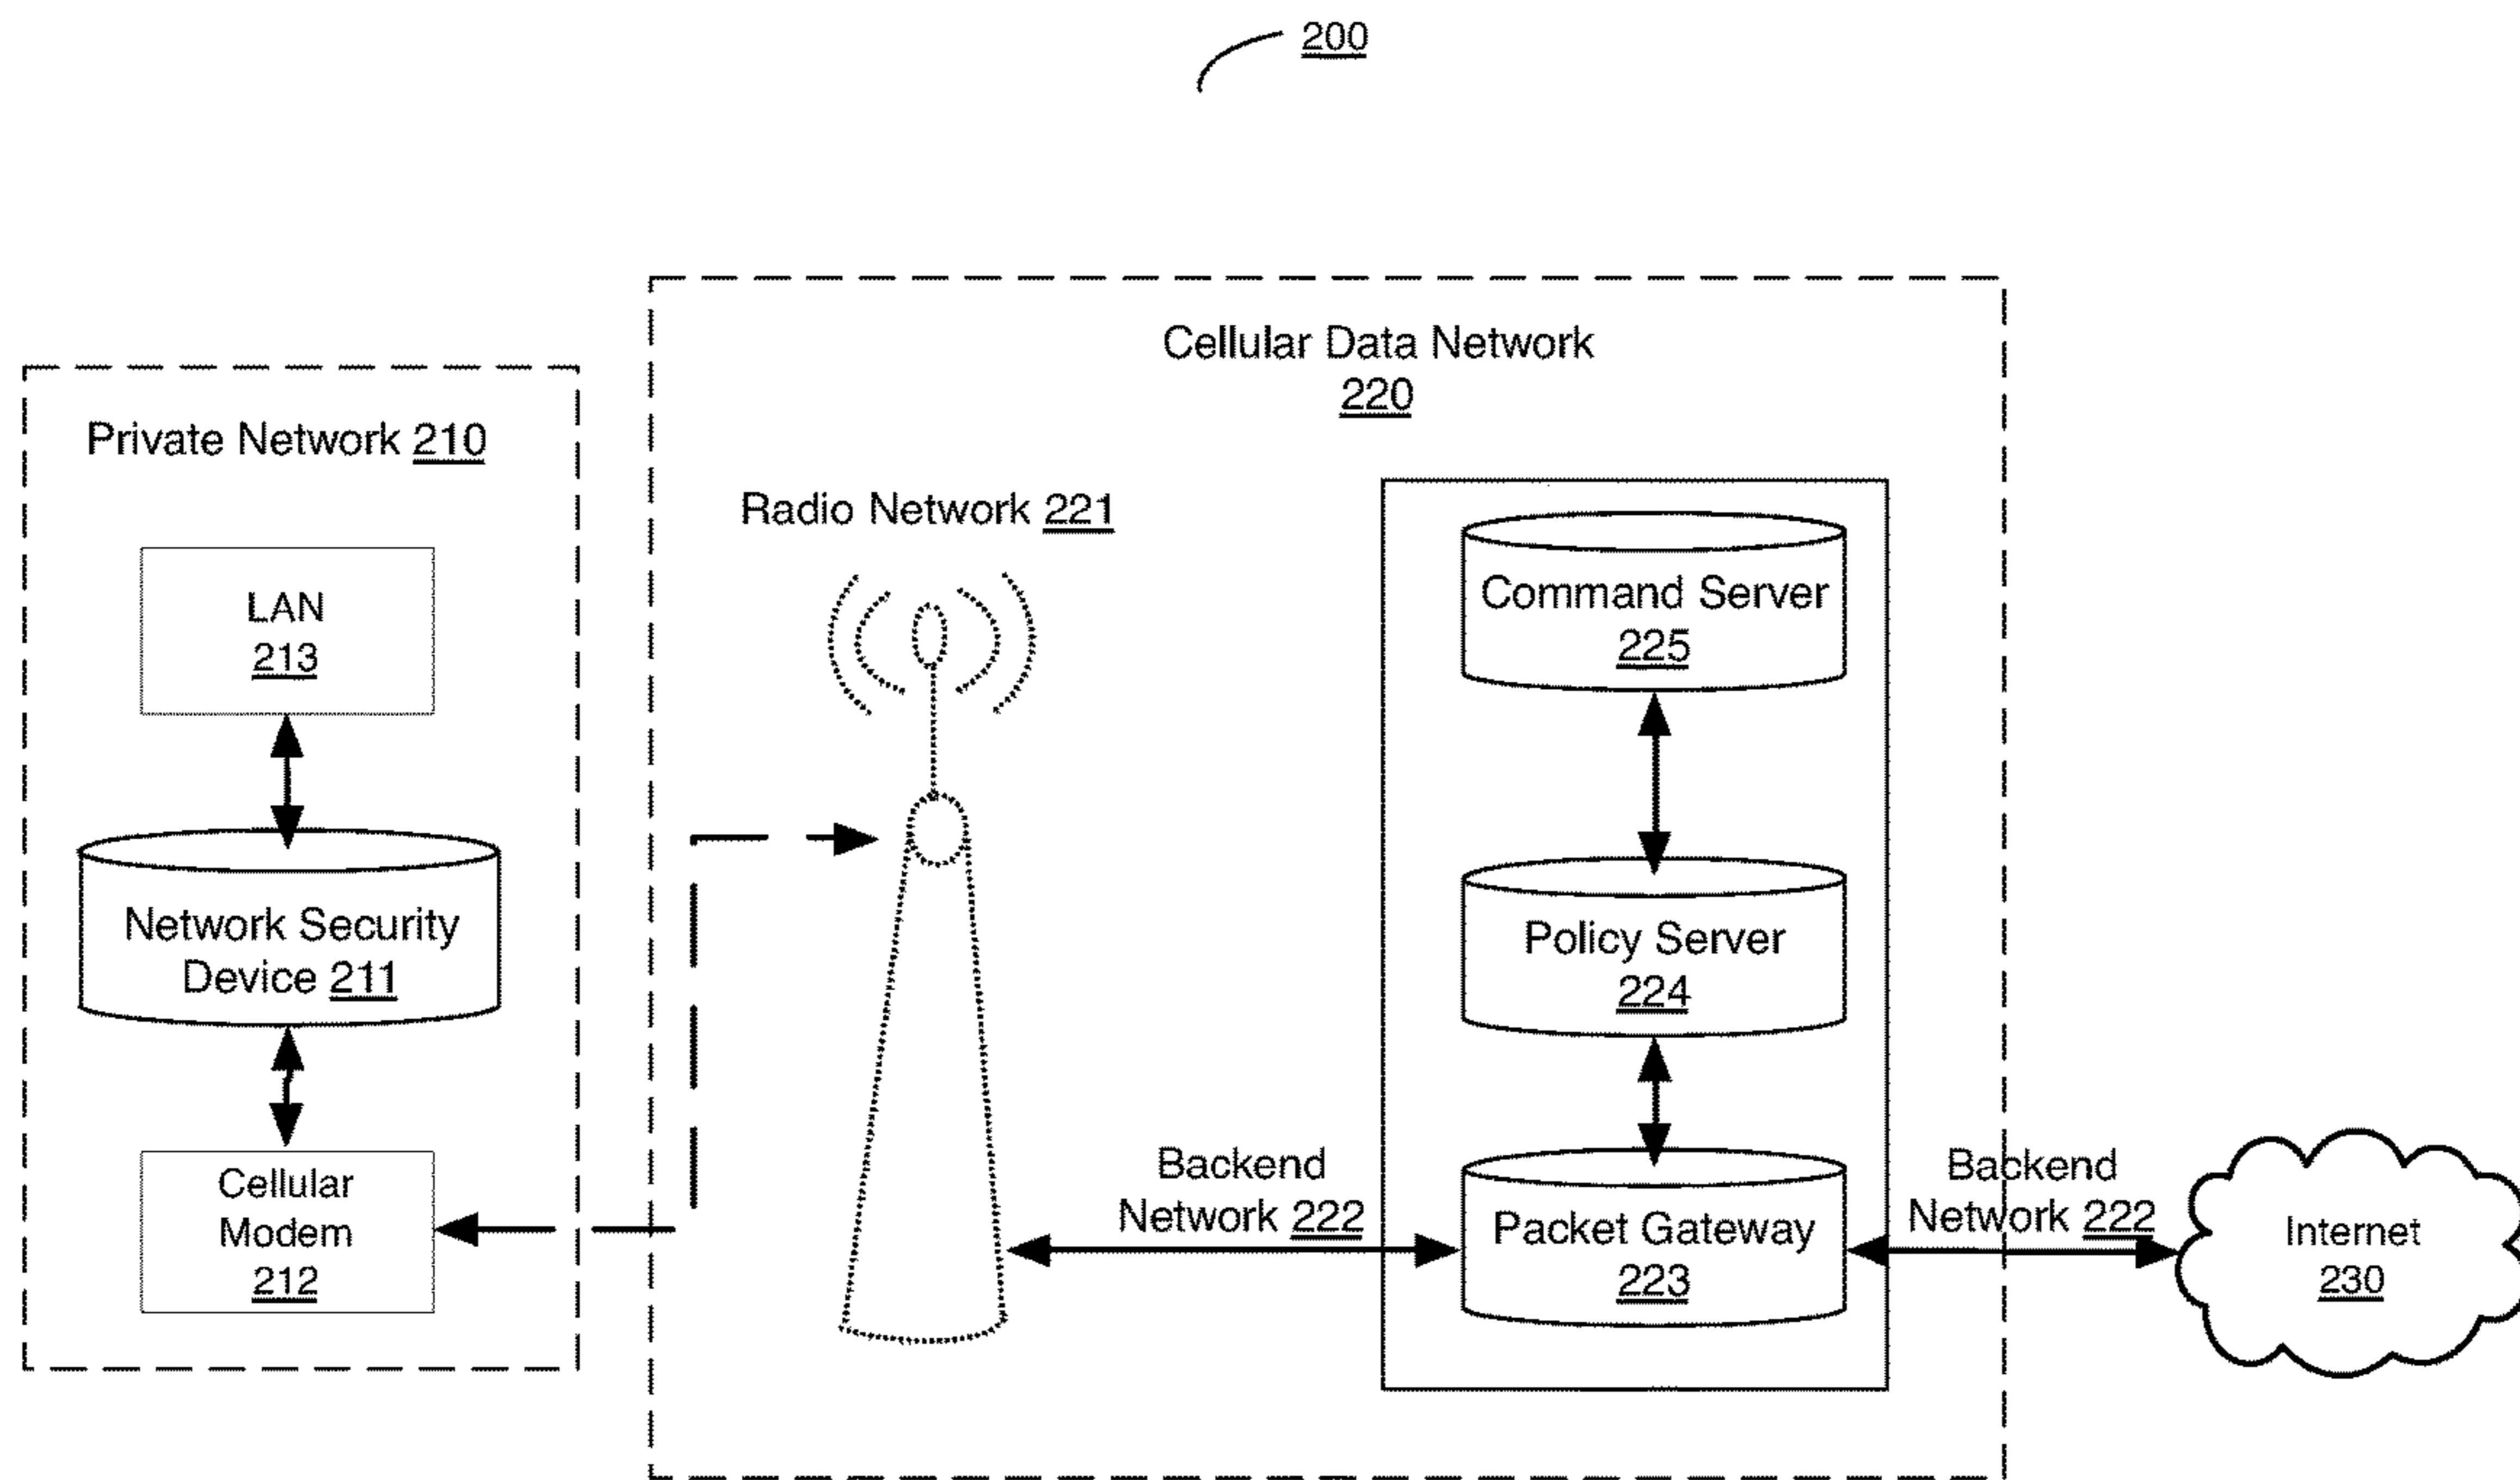 200
Cellular Data Network
220
Private Network 210
Radio Network 221
LAN
213
Network Security
Device 211
Cellular
Modem
212
Command Server
225
Policy Server
224
Backend
Network 222
Packet Gateway
223
Backend
Network 222
Internet
230